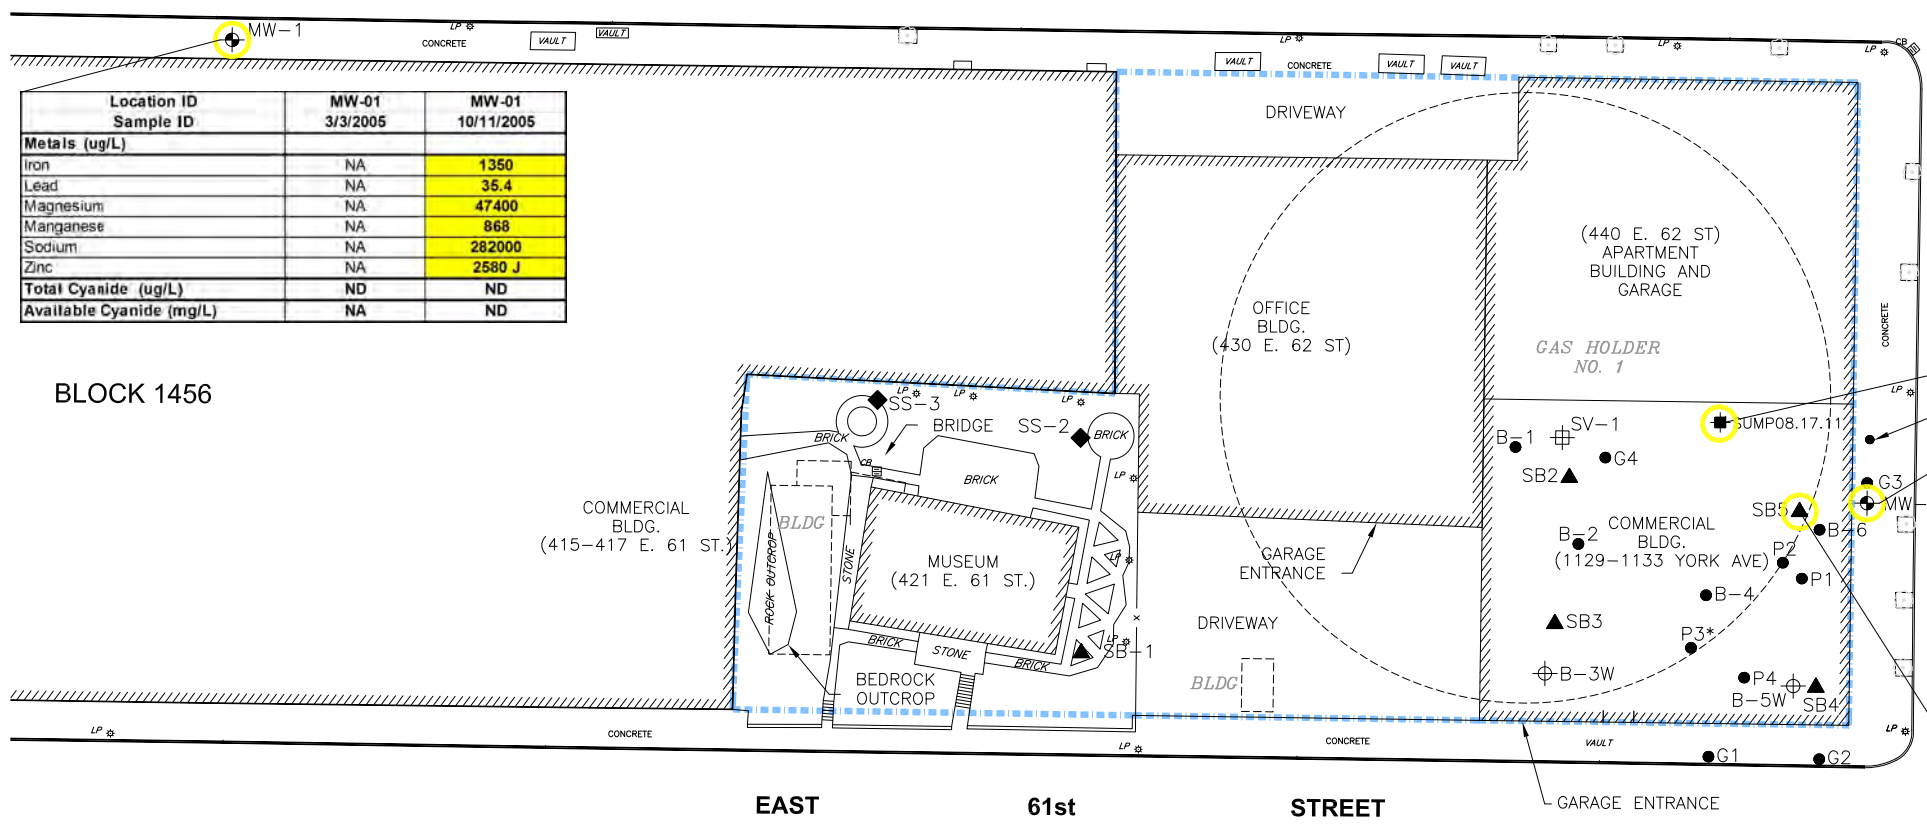 MW-1
LP
CONCRETE
VAULT
VAULT
LP
VAULT
CONCRETE
VAULT
VAULT
LP
LP
CB
Location ID MW-01 MW-01
Sample ID 3/3/2005 10/11/2005
Metals (ug/L)
Iron NA 1350
Lead NA 35.4
Magnesium NA 47400
Manganese NA 868
Sodium NA 282000
Zinc NA 2580 J
Total Cyanide (ug/L) ND ND
Available Cyanide (mg/L) NA ND
DRIVEWAY
(440 E. 62 ST)
APARTMENT
BUILDING AND
GARAGE
OFFICE
BLDG.
(430 E. 62 ST)
GAS HOLDER
NO. 1
CONCRETE
LP
BLOCK 1456
LP
LP
LP
SS-3
BRIDGE
SS-2
BRICK
BRICK
CB
BRICK
LP
B-1
SV-1
SUMP08.17.11
SB2
G4
G3
COMMERCIAL
BLDG.
(415-417 E. 61 ST.)
BLDG
ROCK OUTCROP
STONE
MUSEUM
(421 E. 61 ST.)
LP
GARAGE
ENTRANCE
B-2
SB5
MW
B-6
COMMERCIAL
BLDG.
(1129-1133 YORK AVE)
P2
P1
B-4
DRIVEWAY
SB3
P3*
X
LP
BRICK
STONE
BRICK
SB-1
BEDROCK
OUTCROP
BLDG
B-3W
P4
B-5W
SB4
LP
CONCRETE
LP
CONCRETE
VAULT
LP
G1
G2
EAST 61st STREET
GARAGE ENTRANCE